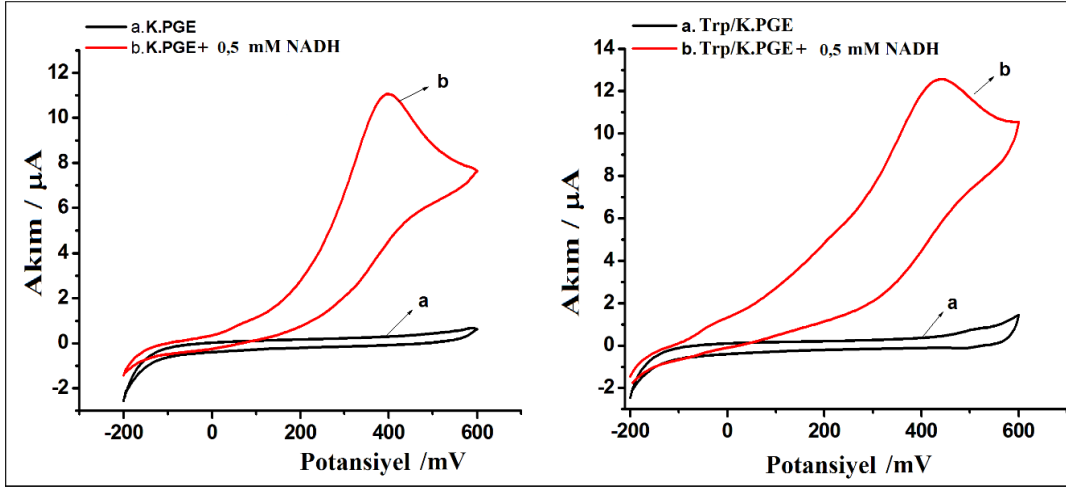 a. K.PGE
b. K.PGE + 0,5 mM NADH
12
10
8
6
4
2
0
-2
b
a
-200 0 200 400 600
Akım / µA
Potansiyel /mV
a. Trp/K.PGE
b. Trp/K.PGE + 0,5 mM NADH
14
12
10
8
6
4
2
0
-2
b
a
-200 0 200 400 600
Akım / µA
Potansiyel /mV